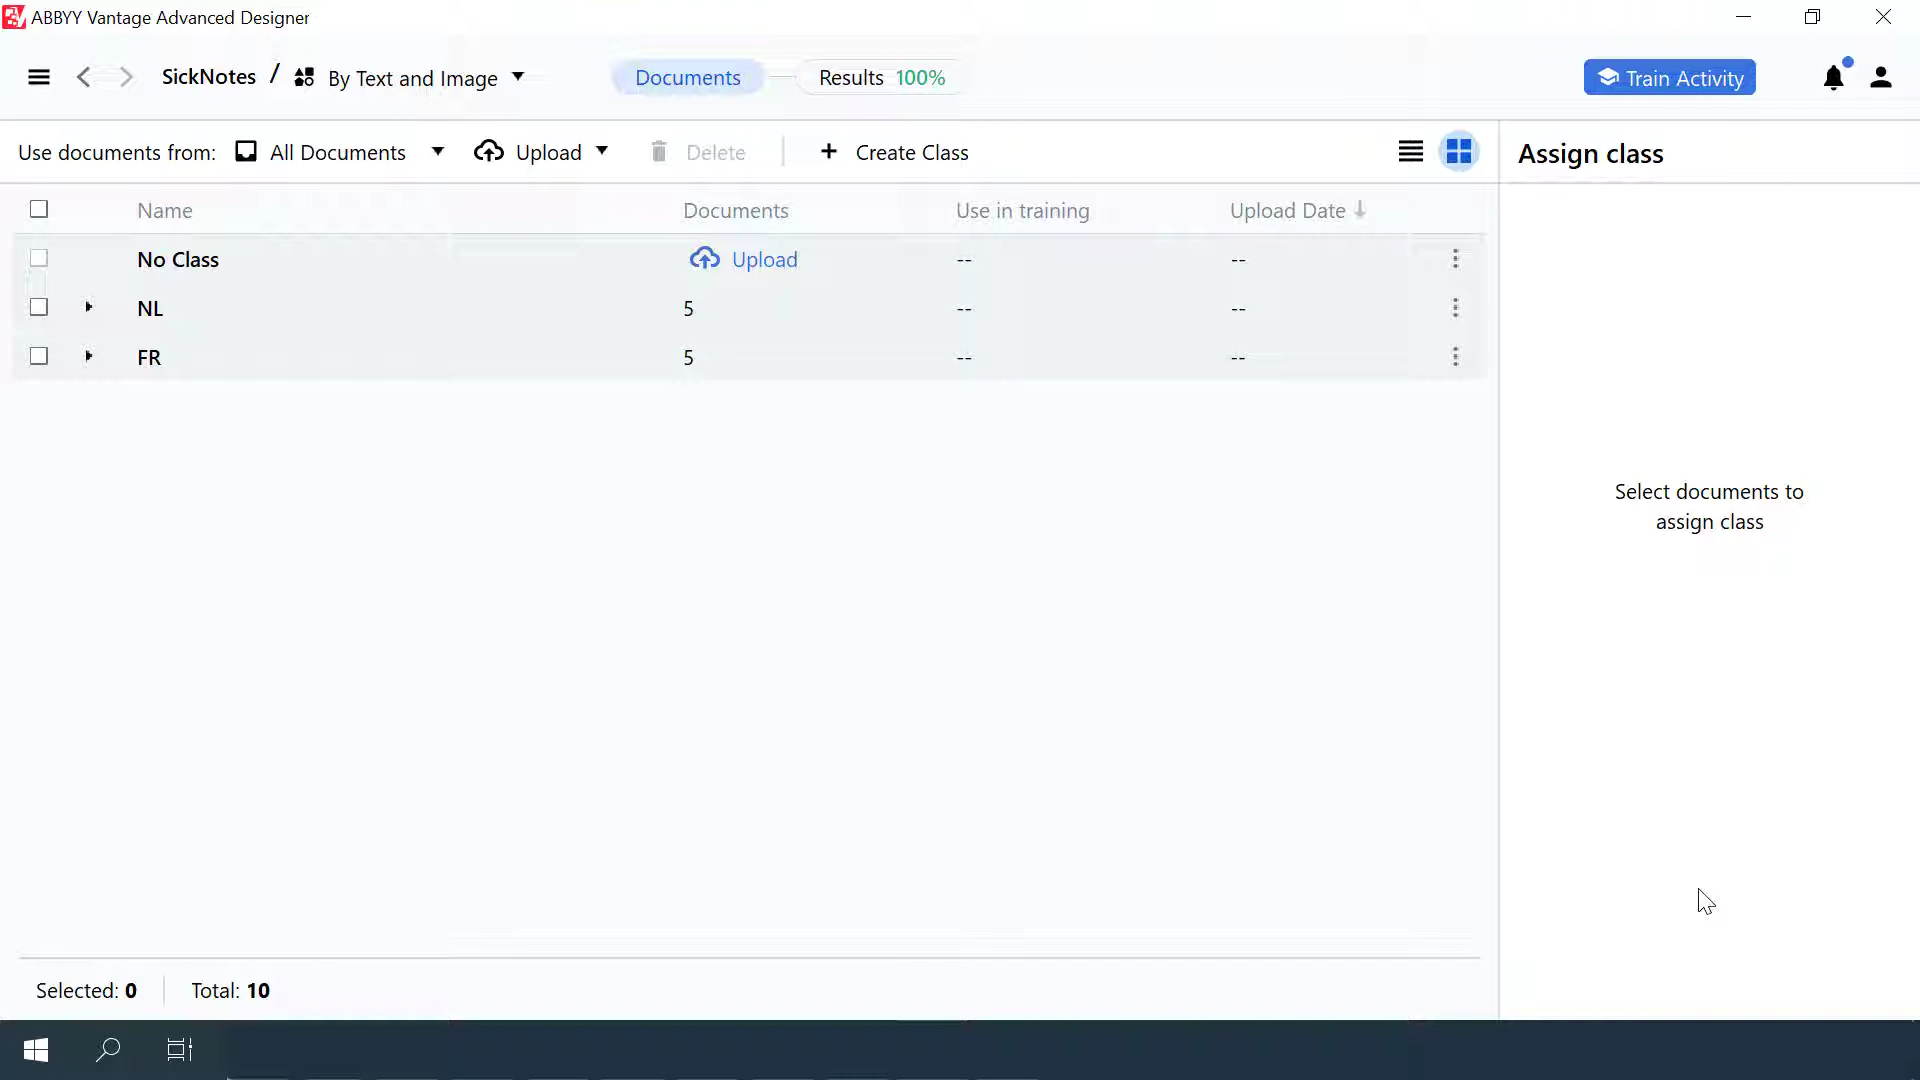 ABBYY Vantage Advanced Designer
SickNotes / By Text and Image
Documents
Results 100%
Train Activity
Use documents from: All Documents
Upload
Delete
Create Class
Assign class
Name Documents Use in training Upload Date
No Class Upload -- --
NL 5 -- --
FR 5 -- --
Select documents to
assign class
Selected: 0
Total: 10